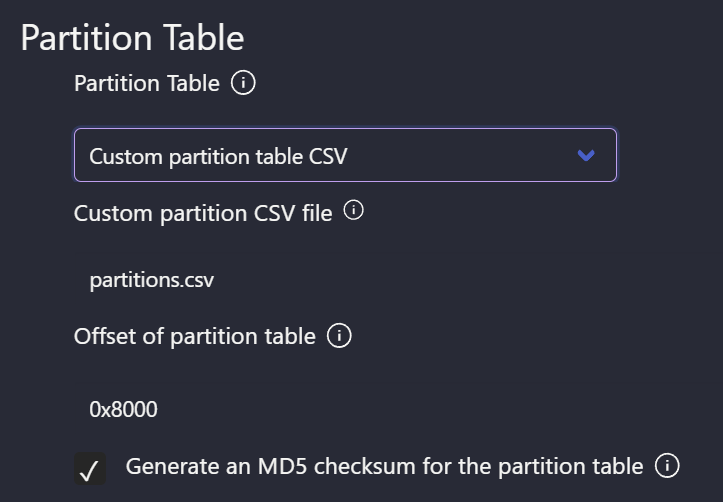 Partition Table
Partition Table
Custom partition table CSV
Custom partition CSV file
partitions.csv
Offset of partition table
0x8000
Generate an MD5 checksum for the partition table